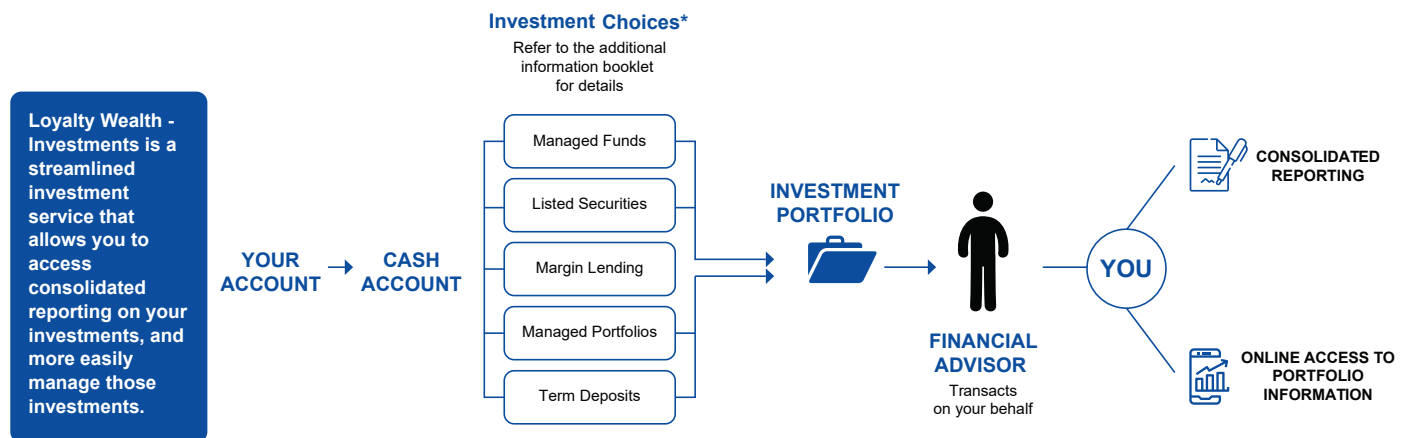 Investment Choices*
Refer to the additional
information booklet
for details
Loyalty Wealth -
Investments is a
streamlined
investment
service that
allows you to
access
consolidated
reporting on your
investments, and
more easily
manage those
investments.
YOUR
ACCOUNT
CASH
ACCOUNT
Managed Funds
Listed Securities
Margin Lending
Managed Portfolios
Term Deposits
INVESTMENT
PORTFOLIO
FINANCIAL
ADVISOR
Transacts
on your behalf
YOU
CONSOLIDATED
REPORTING
ONLINE ACCESS TO
PORTFOLIO
INFORMATION